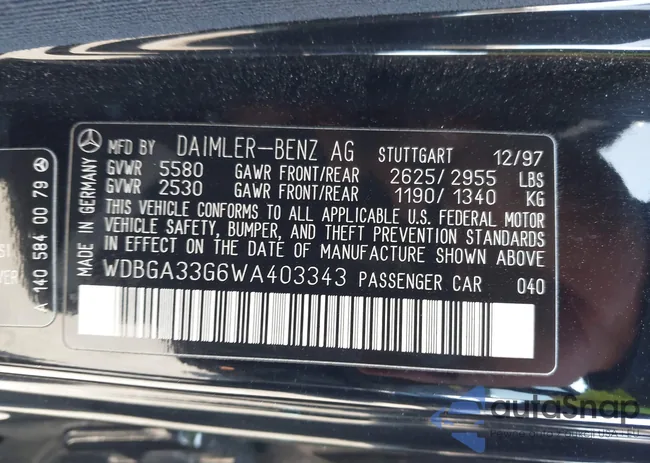 MFD BY DAIMLER-BENZ AG STUTTGART 12/97
GVWR 5580 GAWR FRONT/REAR 2625/2955 LBS
GVWR 2530 GAWR FRONT/REAR 1190/1340 KG
THIS VEHICLE CONFORMS TO ALL APPLICABLE U.S. FEDERAL MOTOR
VEHICLE SAFETY, BUMPER, AND THEFT PREVENTION STANDARDS
IN EFFECT ON THE DATE OF MANUFACTURE SHOWN ABOVE
WDBGA33G6WA403343 PASSENGER CAR 040
MADE IN GERMANY
A 140 584 00 79
autoSnap